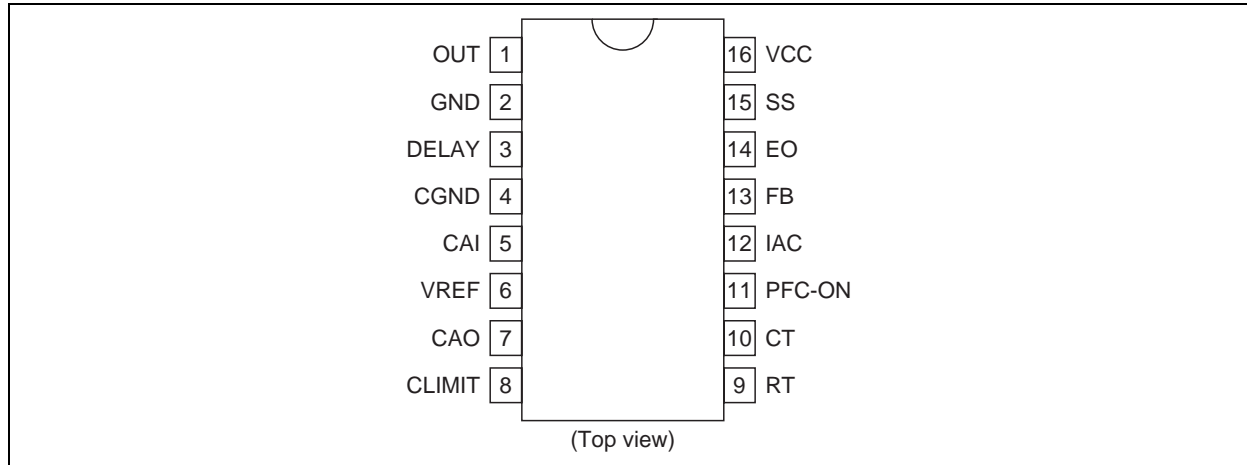 OUT 1 16 VCC
GND 2 15 SS
DELAY 3 14 EO
CGND 4 13 FB
CAI 5 12 IAC
VREF 6 11 PFC-ON
CAO 7 10 CT
CLIMIT 8 9 RT
(Top view)